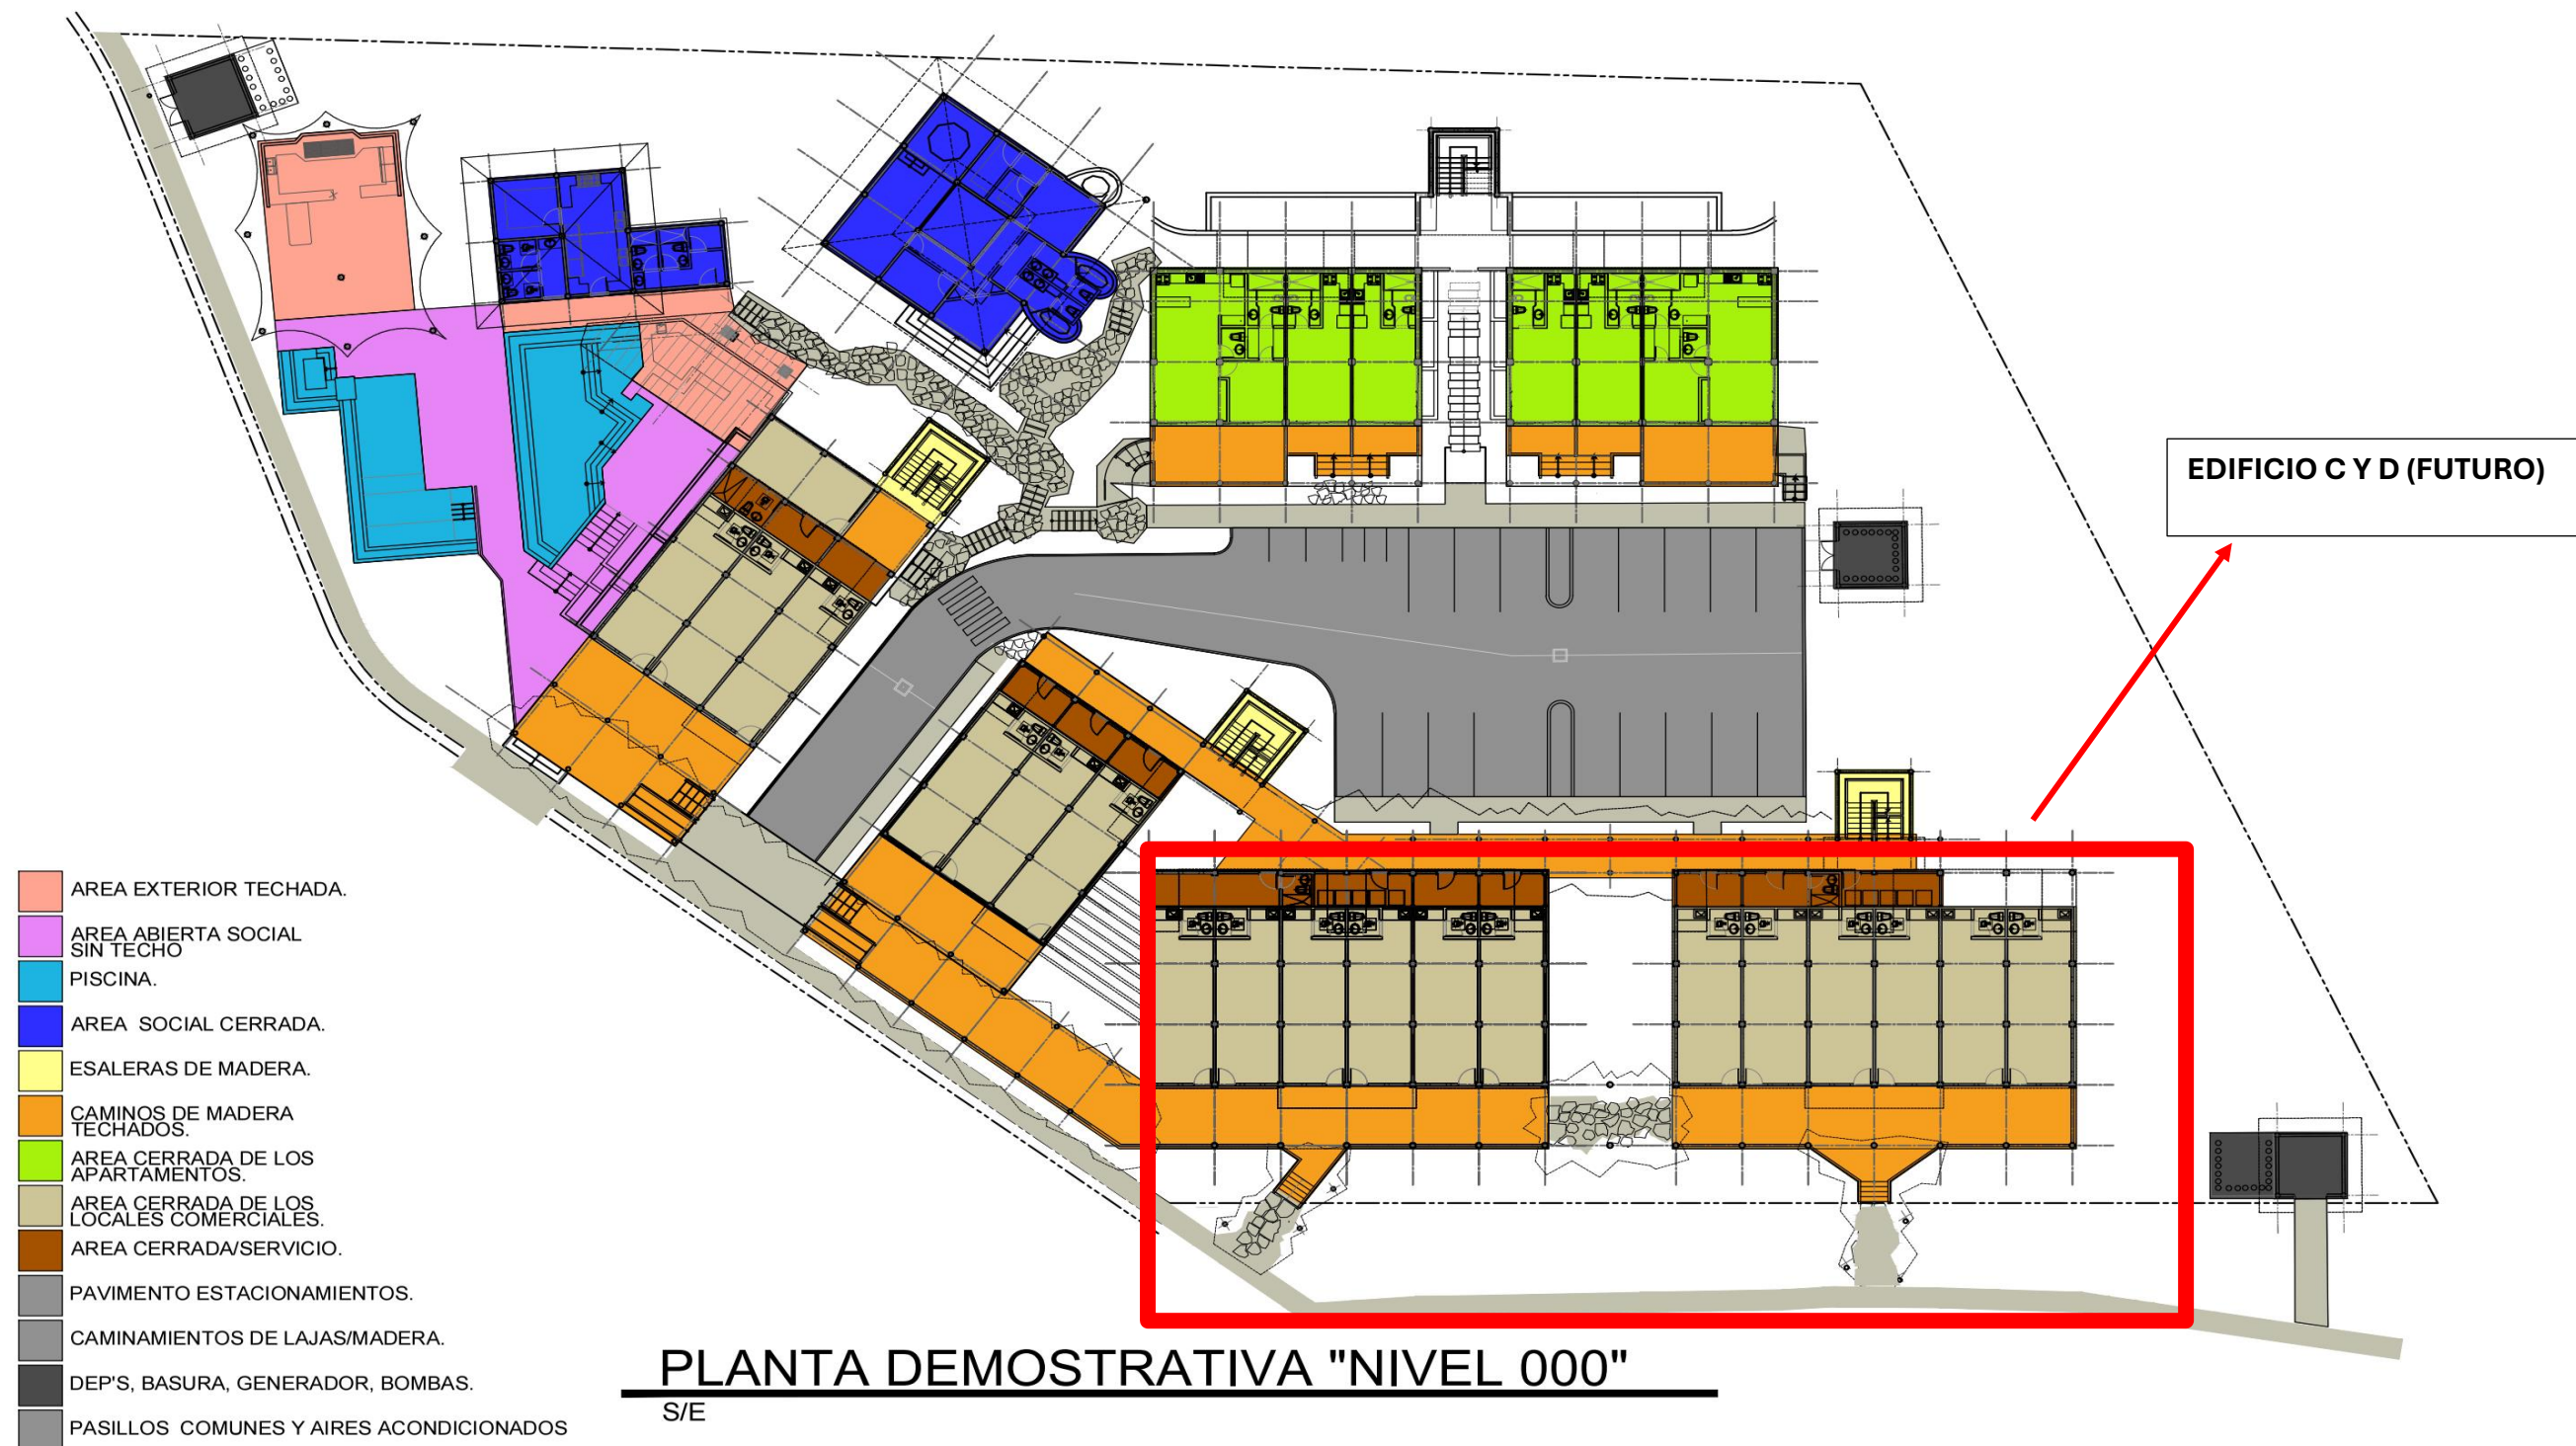 EDIFICIO C Y D (FUTURO)
AREA EXTERIOR TECHADA.
AREA ABIERTA SOCIAL
SIN TECHO
PISCINA.
AREA SOCIAL CERRADA.
ESALERAS DE MADERA.
CAMINOS DE MADERA
TECHADOS.
AREA CERRADA DE LOS
APARTAMENTOS.
AREA CERRADA DE LOS
LOCALES COMERCIALES.
AREA CERRADA/SERVICIO.
PAVIMENTO ESTACIONAMIENTOS.
CAMINAMIENTOS DE LAJAS/MADERA.
DEP'S, BASURA, GENERADOR, BOMBAS.
PASILLOS COMUNES Y AIRES ACONDICIONADOS
PLANTA DEMOSTRATIVA "NIVEL 000"
S/E